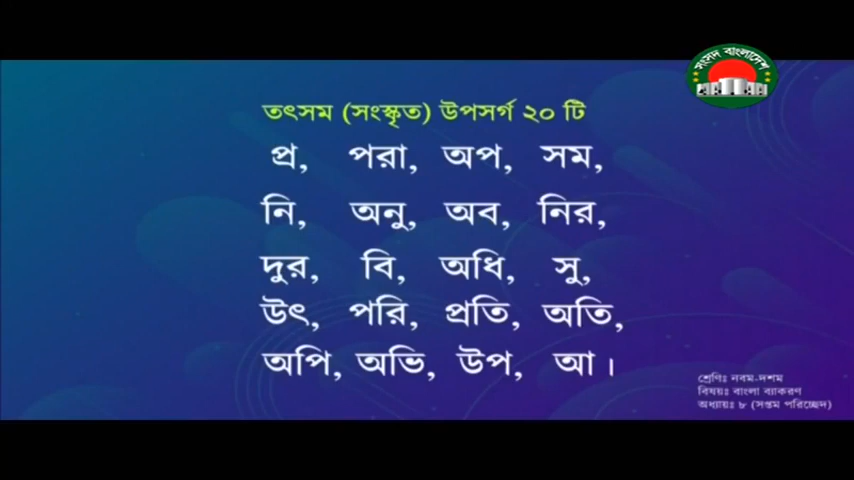 সংসদ বাংলাদেশ
তৎসম (সংস্কৃত) উপসর্গ ২০ টি
প্র, পরা, অপ, সম,
নি, অনু, অব, নির,
দুর, বি, অধি, সু,
উৎ, পরি, প্রতি, অতি,
অপি, অভি, উপ, আ।
শ্রেণিঃ নবম-দশম
বিষয়ঃ বাংলা ব্যাকরণ
অধ্যায়ঃ ৮ (সপ্তম পরিচ্ছেদ)